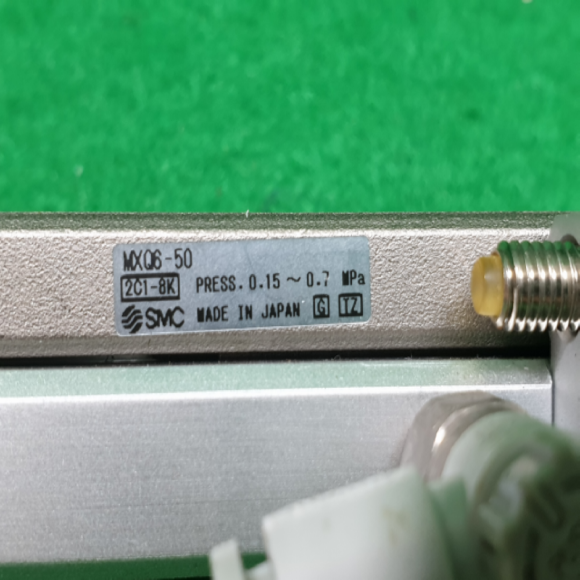 MXQ6-50
2C1-8K PRESS. 0.15～0.7 MPa
SMC MADE IN JAPAN G TZ